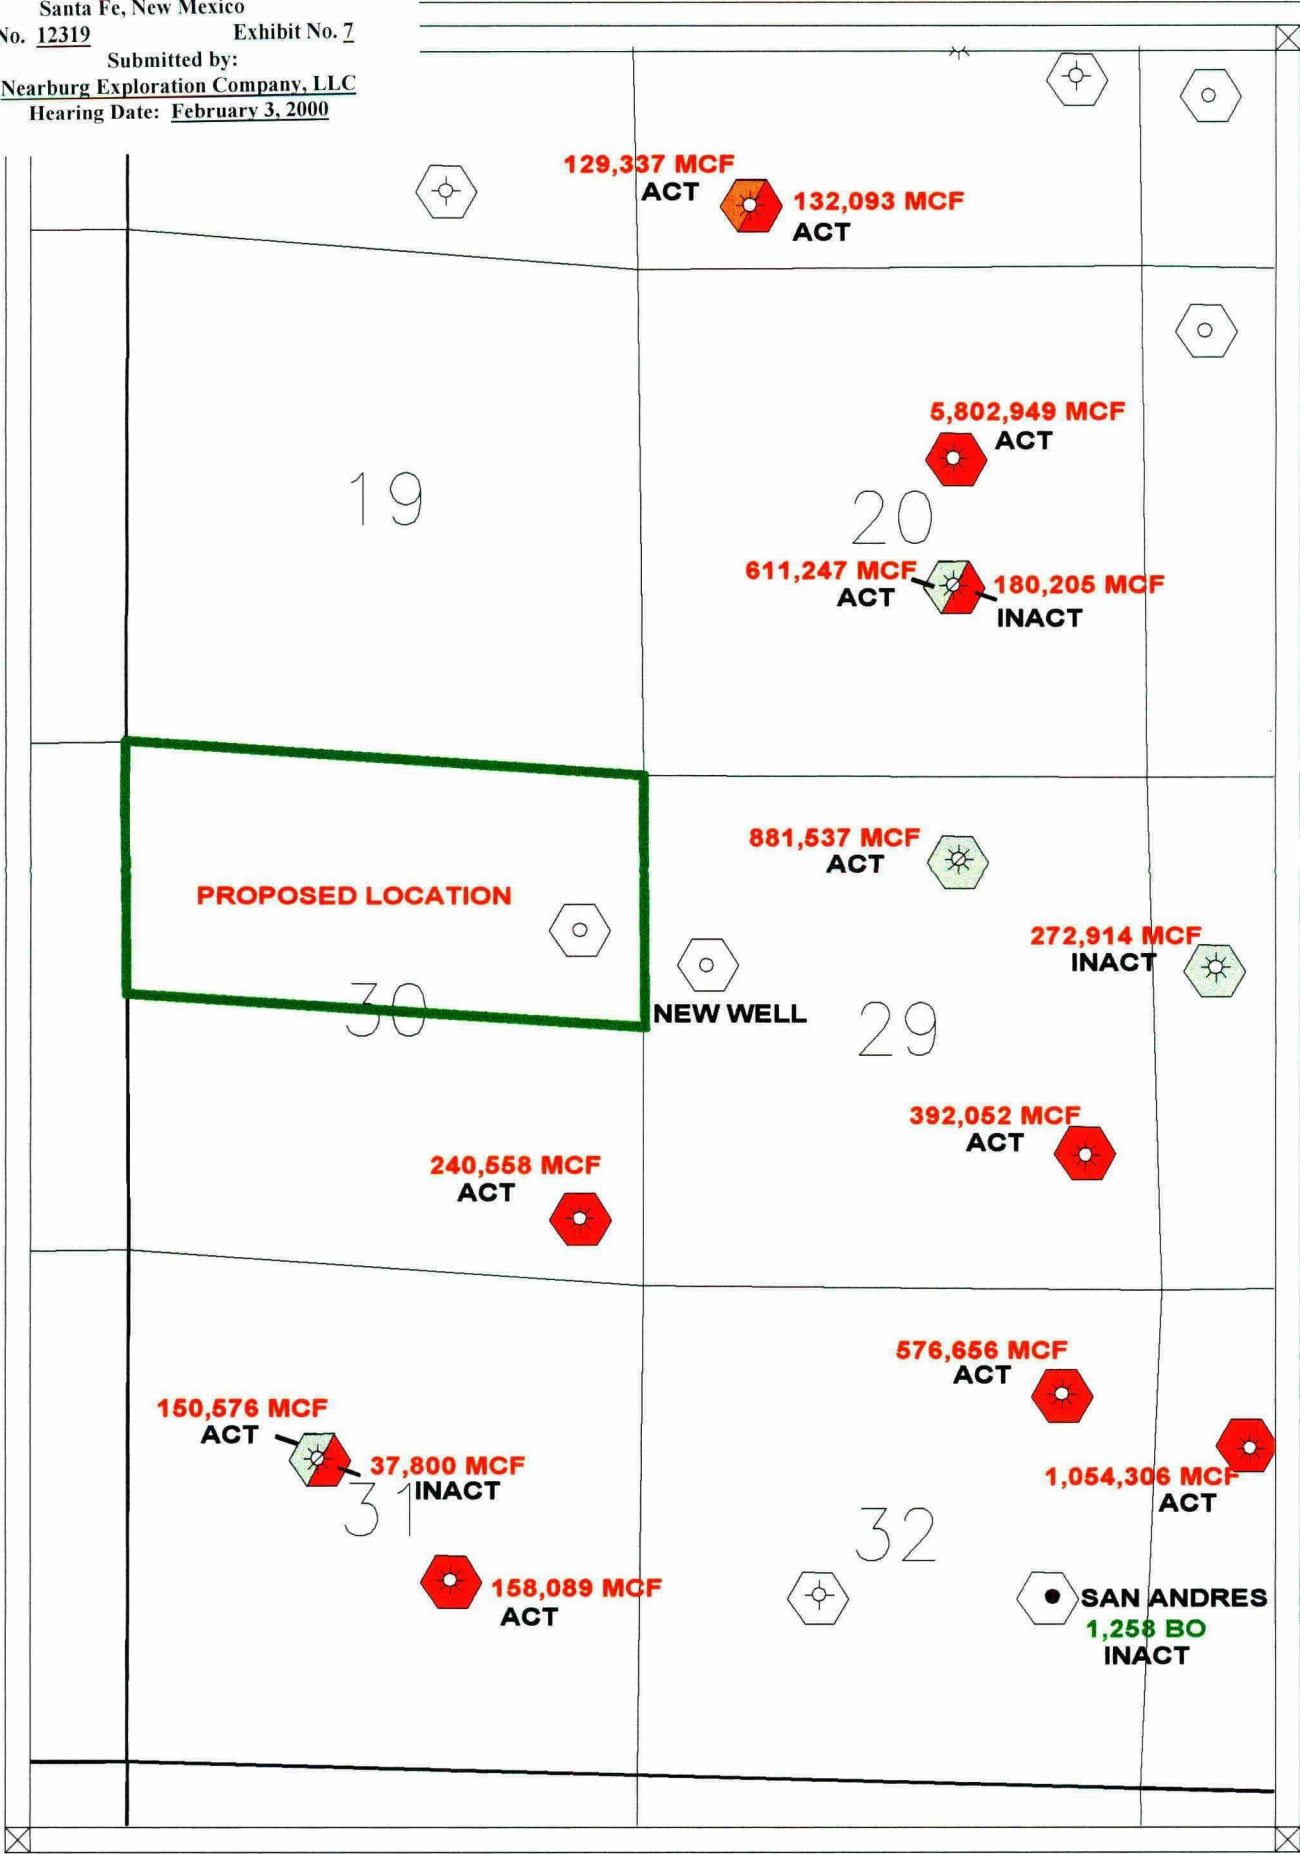 Santa Fe, New Mexico
No. 12319 Exhibit No. 7
Submitted by:
Nearburg Exploration Company, LLC
Hearing Date: February 3, 2000
129,337 MCF
ACT
132,093 MCF
ACT
5,802,949 MCF
ACT
19
20
611,247 MCF
ACT
180,205 MCF
INACT
881,537 MCF
ACT
PROPOSED LOCATION
272,914 MCF
INACT
30
NEW WELL
29
392,052 MCF
ACT
240,558 MCF
ACT
576,656 MCF
ACT
150,576 MCF
ACT
37,800 MCF
INACT
1,054,306 MCF
ACT
31
32
158,089 MCF
ACT
SAN ANDRES
1,258 BO
INACT